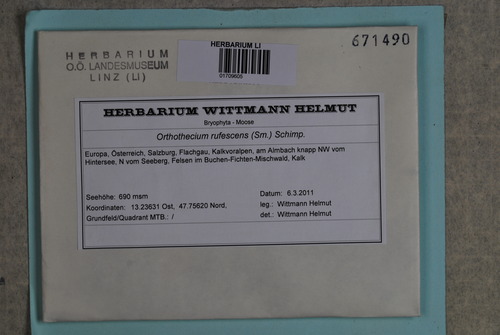 HERBARIUM
O.Ö. LANDESMUSEUM
LINZ (LI)
HERBARIUM LI
01709605
671490
HERBARIUM WITTMANN HELMUT
Bryophyta - Moose
Orthothecium rufescens (Sm.) Schimp.
Europa, Österreich, Salzburg, Flachgau, Kalkvoralpen, am Almbach knapp NW vom
Hintersee, N vom Seeberg, Felsen im Buchen-Fichten-Mischwald, Kalk
Seehöhe: 690 mam
Datum: 6.3.2011
Koordinaten: 13.23631 Ost, 47.75620 Nord.
leg.: Wittmann Helmut
Grundfeld/Quadrant MTB.: /
det.: Wittmann Helmut